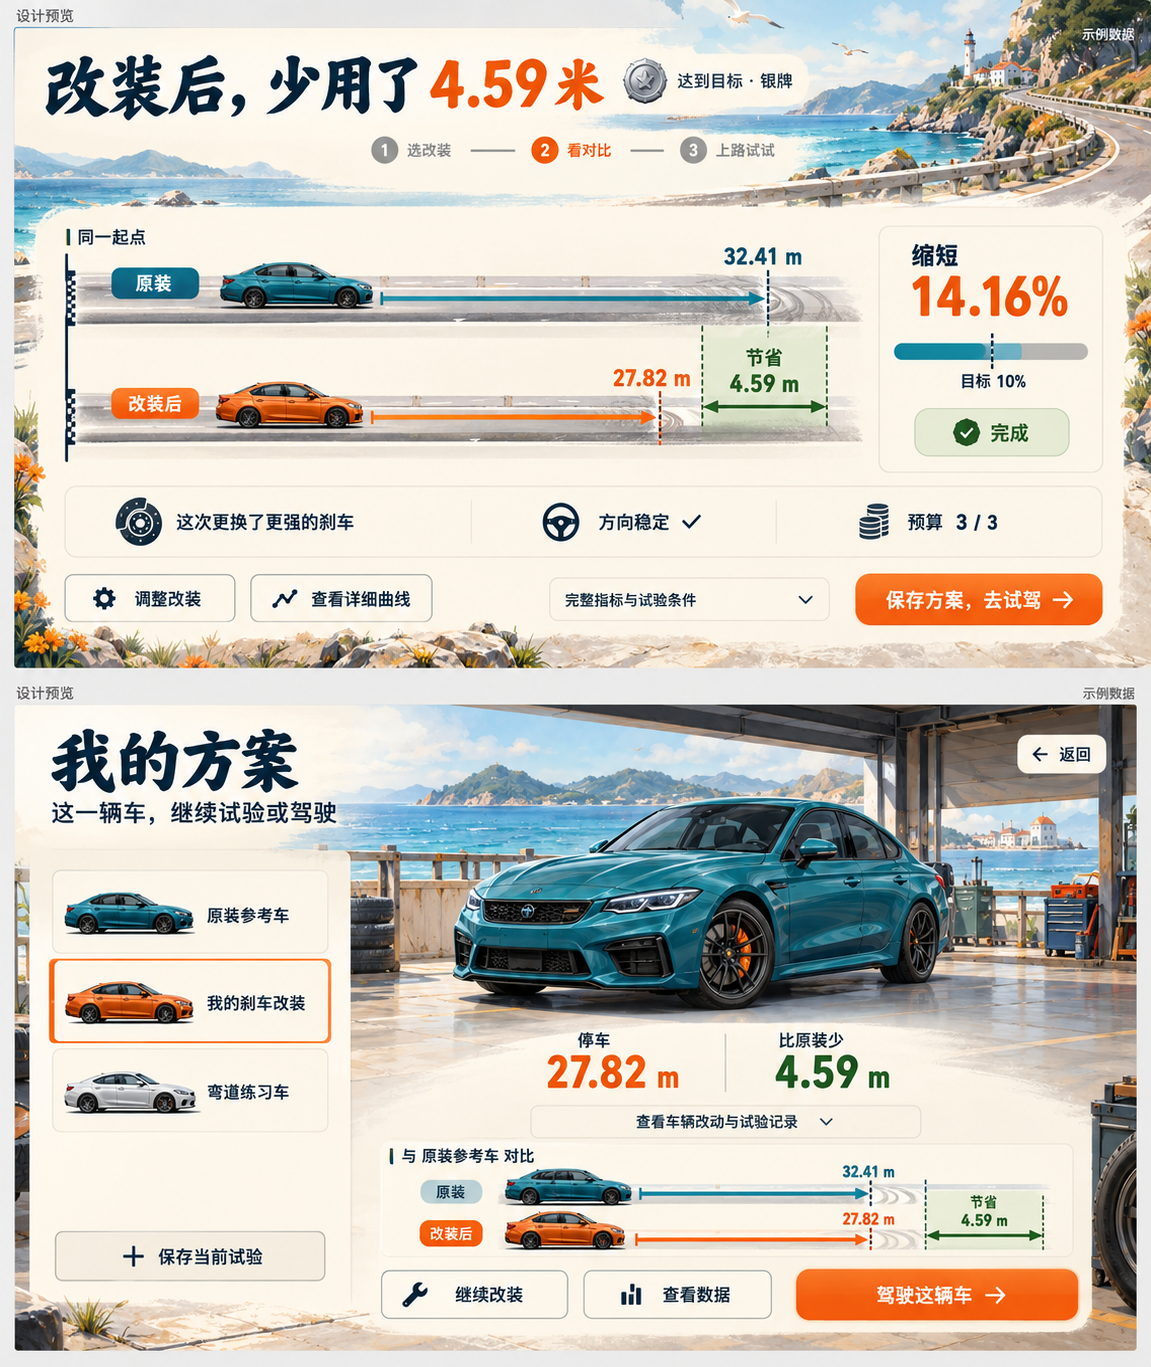 设计预览
示例数据
改装后，少用了4.59米
达到目标·银牌
1 选改装
2 看对比
3 上路试试
同一起点
原装
32.41 m
改装后
27.82 m
节省
4.59 m
缩短
14.16%
目标 10%
完成
这次更换了更强的刹车
方向稳定
预算 3 / 3
调整改装
查看详细曲线
完整指标与试验条件
保存方案，去试驾
设计预览
示例数据
我的方案
这一辆车，继续试验或驾驶
返回
原装参考车
我的刹车改装
弯道练习车
保存当前试验
停车
27.82 m
比原装少
4.59 m
查看车辆改动与试验记录
与 原装参考车 对比
原装
32.41 m
改装后
27.82 m
节省
4.59 m
继续改装
查看数据
驾驶这辆车